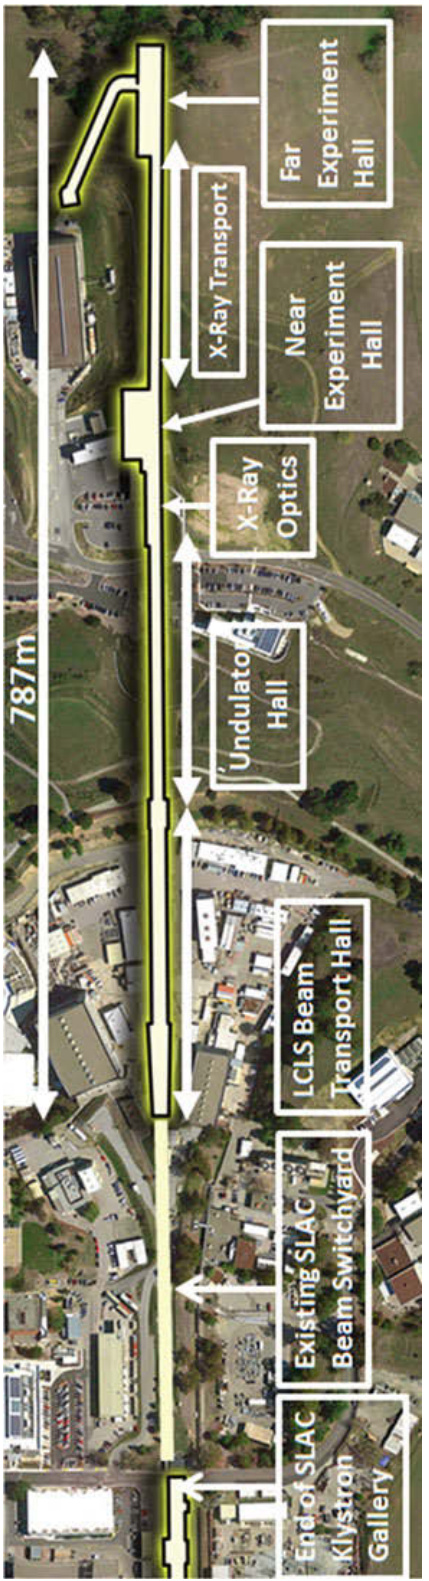 787m
End of SLAC
Klystron
Gallery
Existing SLAC
Beam Switchyard
LCLS Beam
Transport Hall
Undulator
Hall
X-Ray
Optics
Near
Experiment
Hall
X-Ray Transport
Far
Experiment
Hall